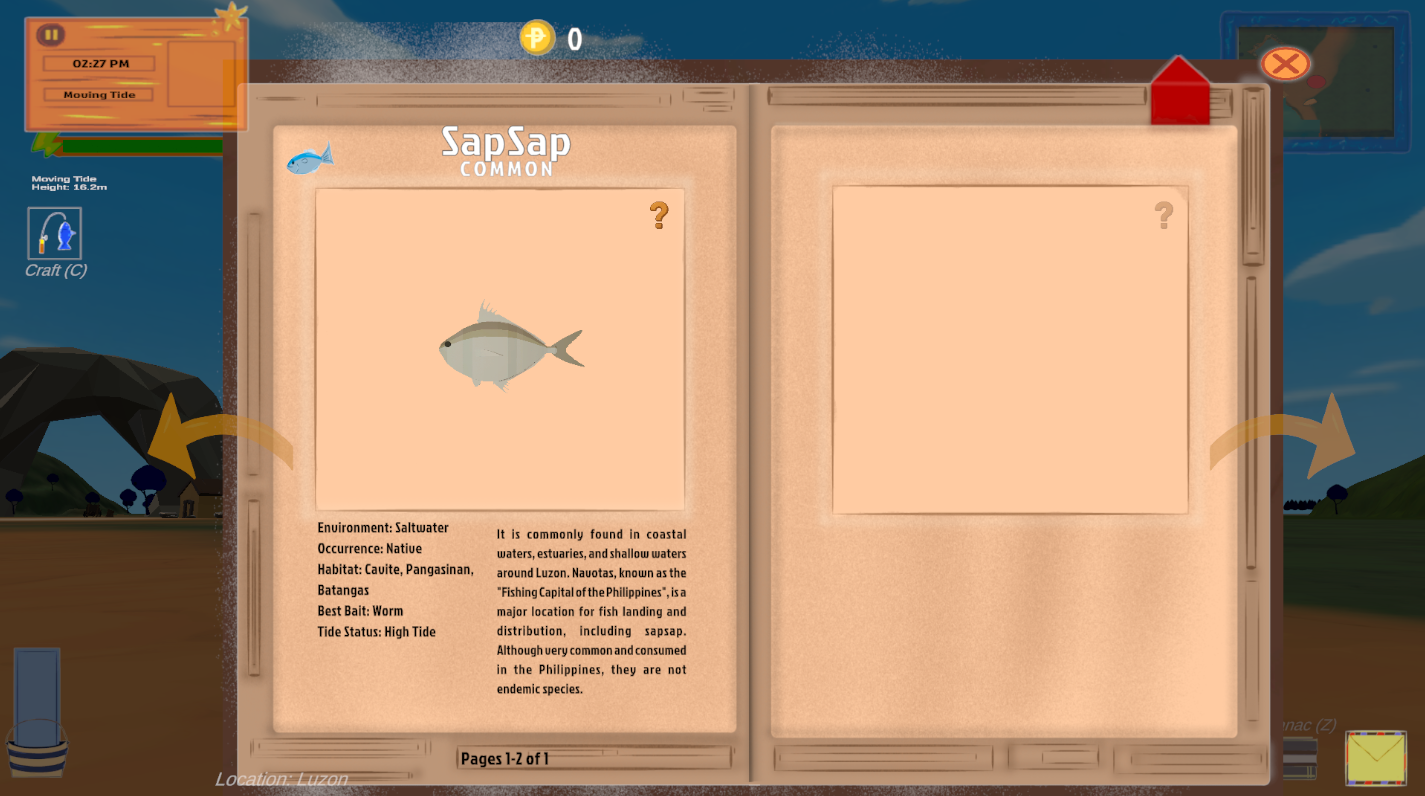 0
02:27 PM
Moving Tide
Moving Tide
Height: 16.2m
Craft (C)
SapSap
COMMON
?
?
Environment: Saltwater
Occurrence: Native
Habitat: Cavite, Pangasinan,
Batangas
Best Bait: Worm
Tide Status: High Tide
It is commonly found in coastal
waters, estuaries, and shallow waters
around Luzon. Navotas, known as the
"Fishing Capital of the Philippines", is a
major location for fish landing and
distribution, including sapsap.
Although very common and consumed
in the Philippines, they are not
endemic species.
Pages 1-2 of 1
Location: Luzon
nac (Z)